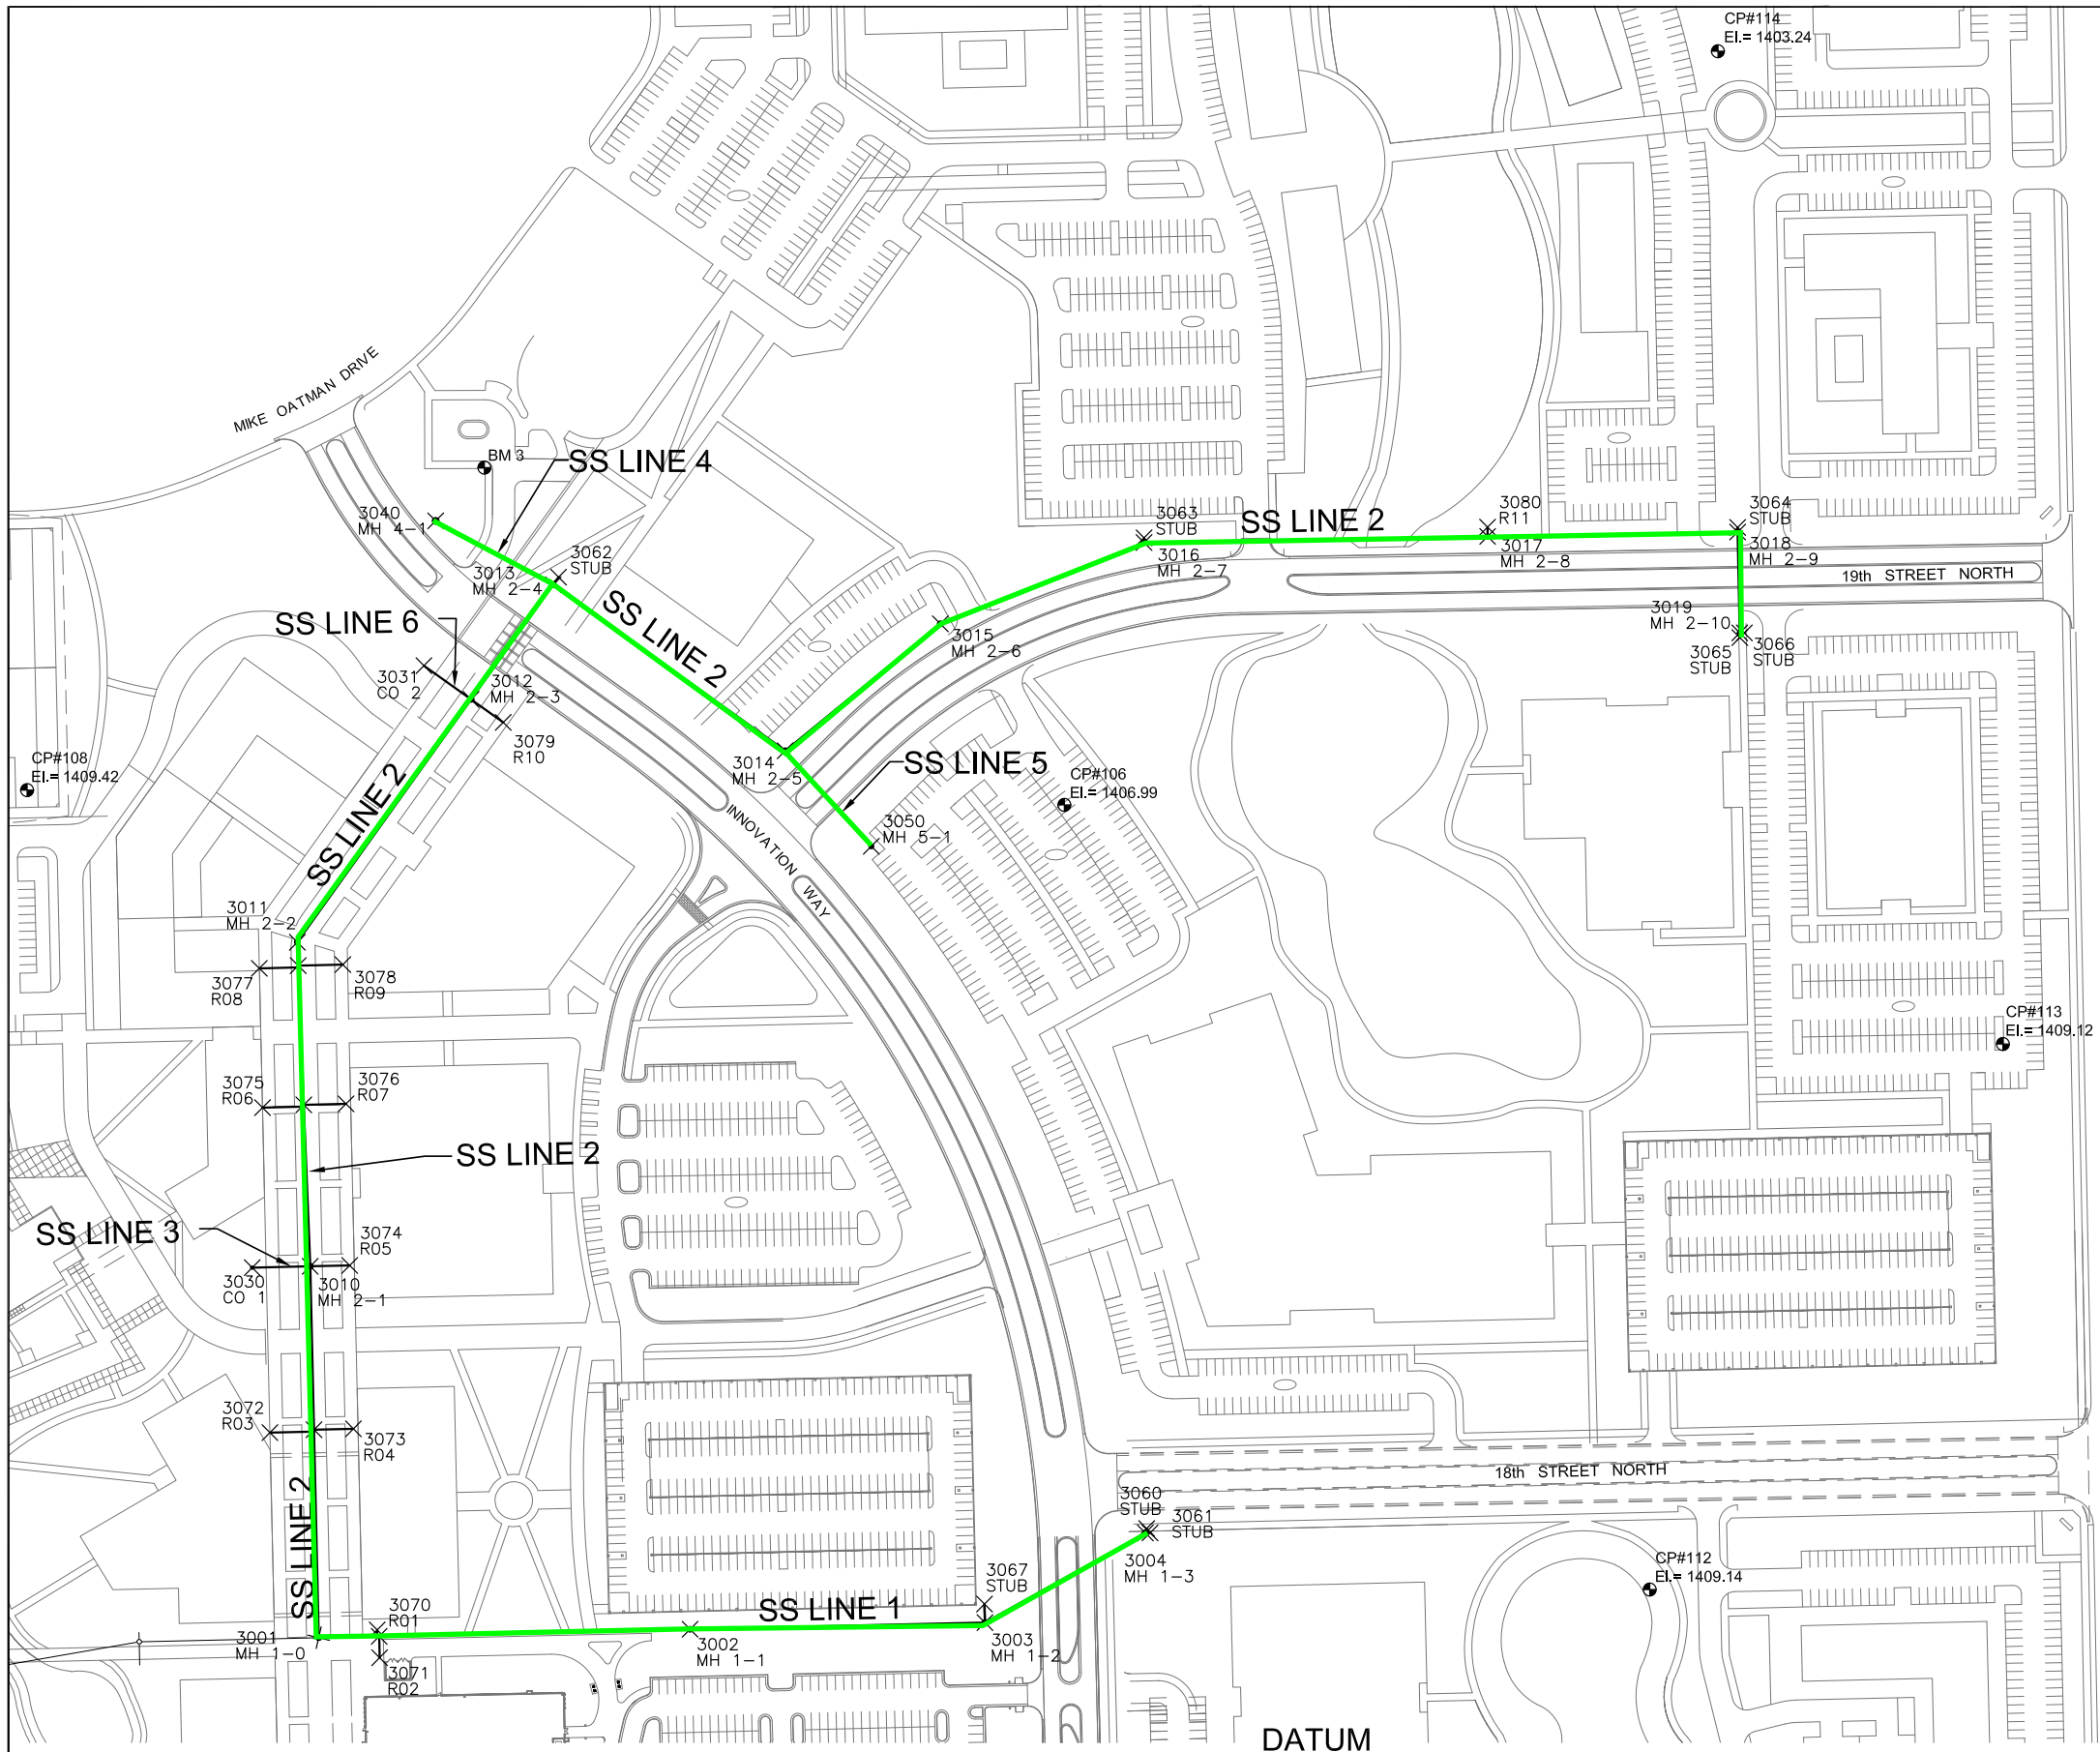 CP#114
El.= 1403.24
MIKE OATMAN DRIVE
BM 3
SS LINE 4
3040
MH 4-1
3062
STUB
3013
MH 2-4
3063
STUB
SS LINE 2
3016
MH 2-7
3080
R11
3017
MH 2-8
3064
STUB
3018
MH 2-9
19th STREET NORTH
3019
MH 2-10
3065
STUB
3066
STUB
SS LINE 6
SS LINE 2
3015
MH 2-6
3031
CO 2
3012
MH 2-3
3079
R10
3014
MH 2-5
SS LINE 5
CP#106
El.= 1406.99
CP#108
El.= 1409.42
SS LINE 2
INNOVATION WAY
3050
MH 5-1
3011
MH 2-2
3077
R08
3078
R09
CP#113
El.= 1409.12
3075
R06
3076
R07
SS LINE 2
SS LINE 3
3074
R05
3030
CO 1
3010
MH 2-1
3072
R03
3073
R04
18th STREET NORTH
SS LINE 2
3060
STUB
3061
STUB
3004
MH 1-3
CP#112
El.= 1409.14
3067
STUB
3070
R01
SS LINE 1
3001
MH 1-0
3002
MH 1-1
3003
MH 1-2
3071
R02
DATUM